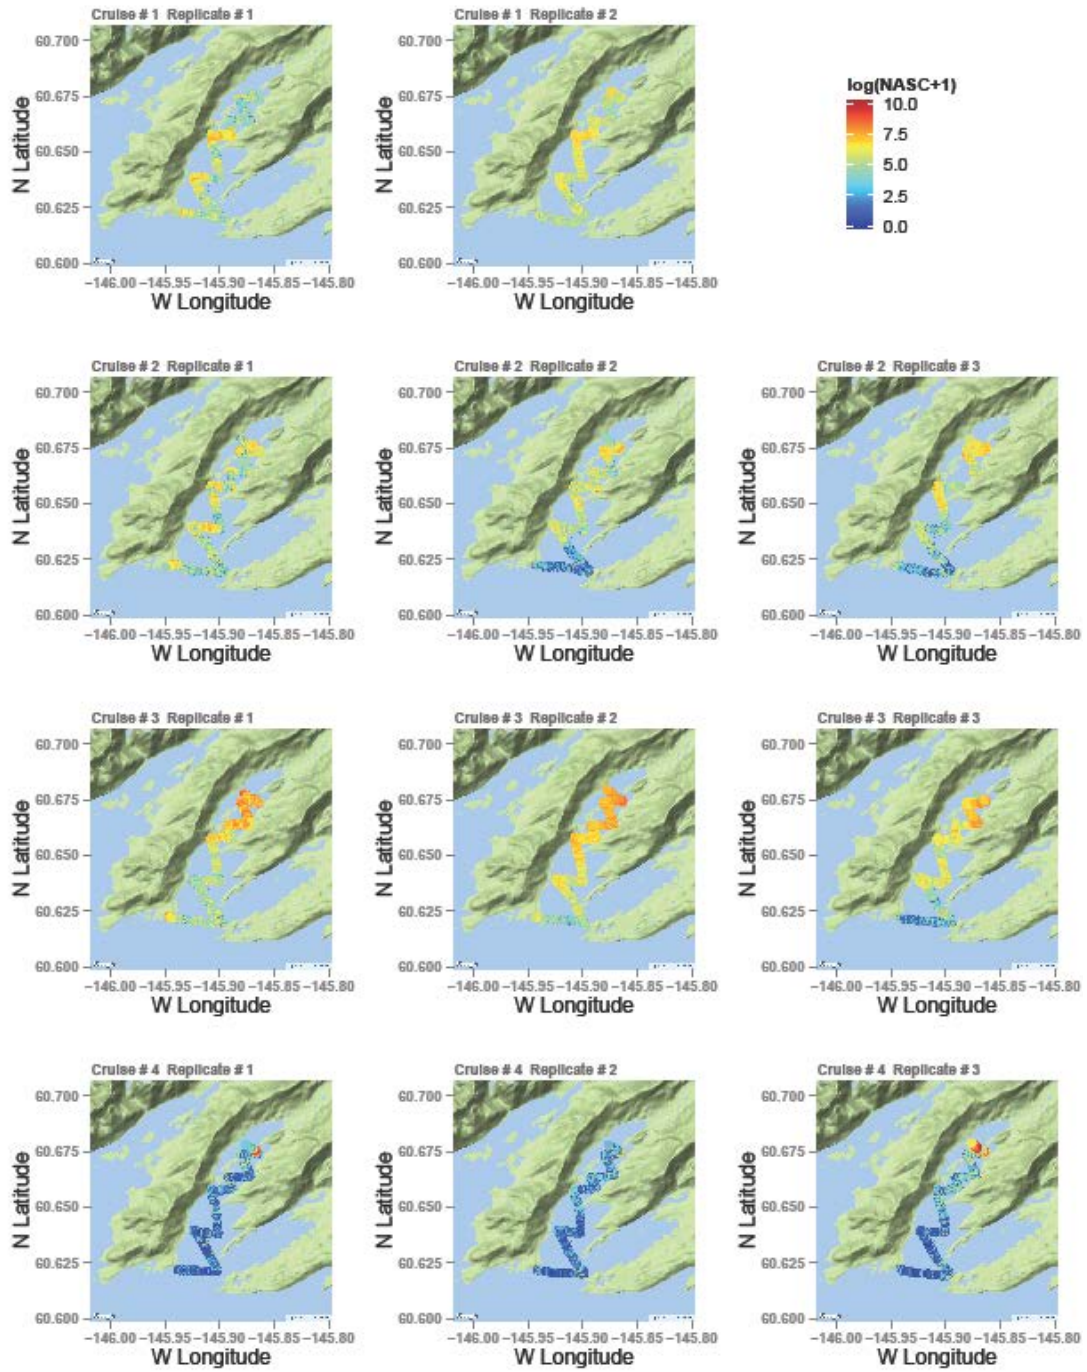 Cruise # 1 Replicate # 1
Cruise # 1 Replicate # 2
60.700
60.675
60.650
60.625
60.600
N Latitude
−146.00 −145.95 −145.90 −145.85 −145.80
W Longitude
60.700
60.675
60.650
60.625
60.600
N Latitude
−146.00 −145.95 −145.90 −145.85 −145.80
W Longitude
log(NASC+1)
10.0
7.5
5.0
2.5
0.0
Cruise # 2 Replicate # 1
Cruise # 2 Replicate # 2
Cruise # 2 Replicate # 3
60.700
60.675
60.650
60.625
60.600
N Latitude
−146.00 −145.95 −145.90 −145.85 −145.80
W Longitude
60.700
60.675
60.650
60.625
60.600
N Latitude
−146.00 −145.95 −145.90 −145.85 −145.80
W Longitude
60.700
60.675
60.650
60.625
60.600
N Latitude
−146.00 −145.95 −145.90 −145.85 −145.80
W Longitude
Cruise # 3 Replicate # 1
Cruise # 3 Replicate # 2
Cruise # 3 Replicate # 3
60.700
60.675
60.650
60.625
60.600
N Latitude
−146.00 −145.95 −145.90 −145.85 −145.80
W Longitude
60.700
60.675
60.650
60.625
60.600
N Latitude
−146.00 −145.95 −145.90 −145.85 −145.80
W Longitude
60.700
60.675
60.650
60.625
60.600
N Latitude
−146.00 −145.95 −145.90 −145.85 −145.80
W Longitude
Cruise # 4 Replicate # 1
Cruise # 4 Replicate # 2
Cruise # 4 Replicate # 3
60.700
60.675
60.650
60.625
60.600
N Latitude
−146.00 −145.95 −145.90 −145.85 −145.80
W Longitude
60.700
60.675
60.650
60.625
60.600
N Latitude
−146.00 −145.95 −145.90 −145.85 −145.80
W Longitude
60.700
60.675
60.650
60.625
60.600
N Latitude
−146.00 −145.95 −145.90 −145.85 −145.80
W Longitude